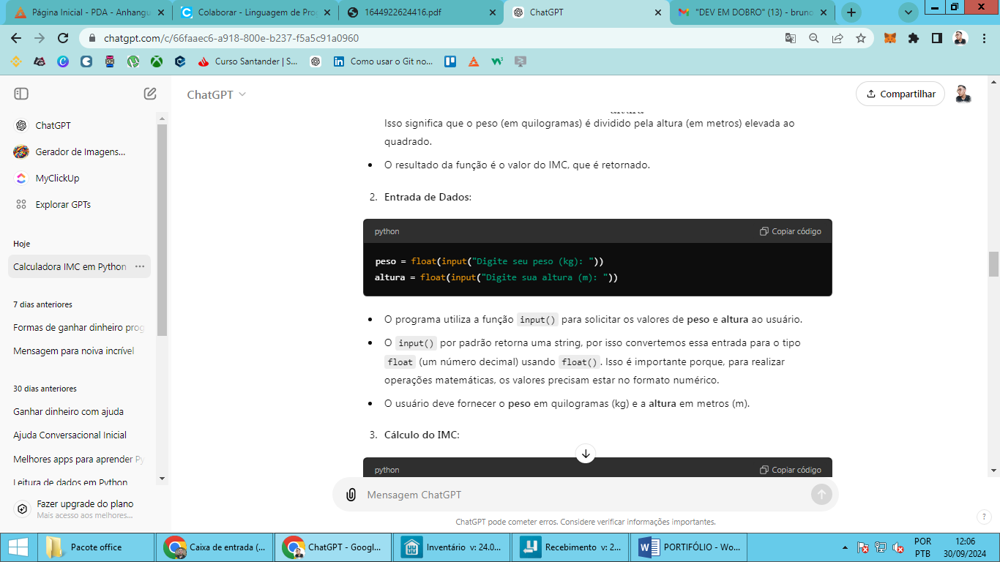 Página Inicial - PDA - Anhangu
Colaborar - Linguagem de Prog
1644922624416.pdf
ChatGPT
"DEV EM DOBRO" (13) - bruno
chatgpt.com/c/66faaec6-a918-800e-b237-f5a5c91a0960
Curso Santander | S...
Como usar o Git no...
ChatGPT
Compartilhar
ChatGPT
Gerador de Imagens...
MyClickUp
Explorar GPTs
Hoje
Calculadora IMC em Python
7 dias anteriores
Formas de ganhar dinheiro prog
Mensagem para noiva incrível
30 dias anteriores
Ganhar dinheiro com ajuda
Ajuda Conversacional Inicial
Melhores apps para aprender Py
Leitura de dados em Python
Fazer upgrade do plano
Mais acesso aos melhores...
Isso significa que o peso (em quilogramas) é dividido pela altura (em metros) elevada ao
quadrado.
• O resultado da função é o valor do IMC, que é retornado.
2. Entrada de Dados:
python
Copiar código
peso = float(input("Digite seu peso (kg): "))
altura = float(input("Digite sua altura (m): "))
• O programa utiliza a função input() para solicitar os valores de peso e altura ao usuário.
• O input() por padrão retorna uma string, por isso convertemos essa entrada para o tipo
float (um número decimal) usando float(). Isso é importante porque, para realizar
operações matemáticas, os valores precisam estar no formato numérico.
• O usuário deve fornecer o peso em quilogramas (kg) e a altura em metros (m).
3. Cálculo do IMC:
python
Copiar código
Mensagem ChatGPT
ChatGPT pode cometer erros. Considere verificar informações importantes.
?
Pacote office
Caixa de entrada (...
ChatGPT - Googl...
Inventário v: 24.0...
Recebimento v: 2...
PORTIFÓLIO - Wo...
POR
PTB
12:06
30/09/2024